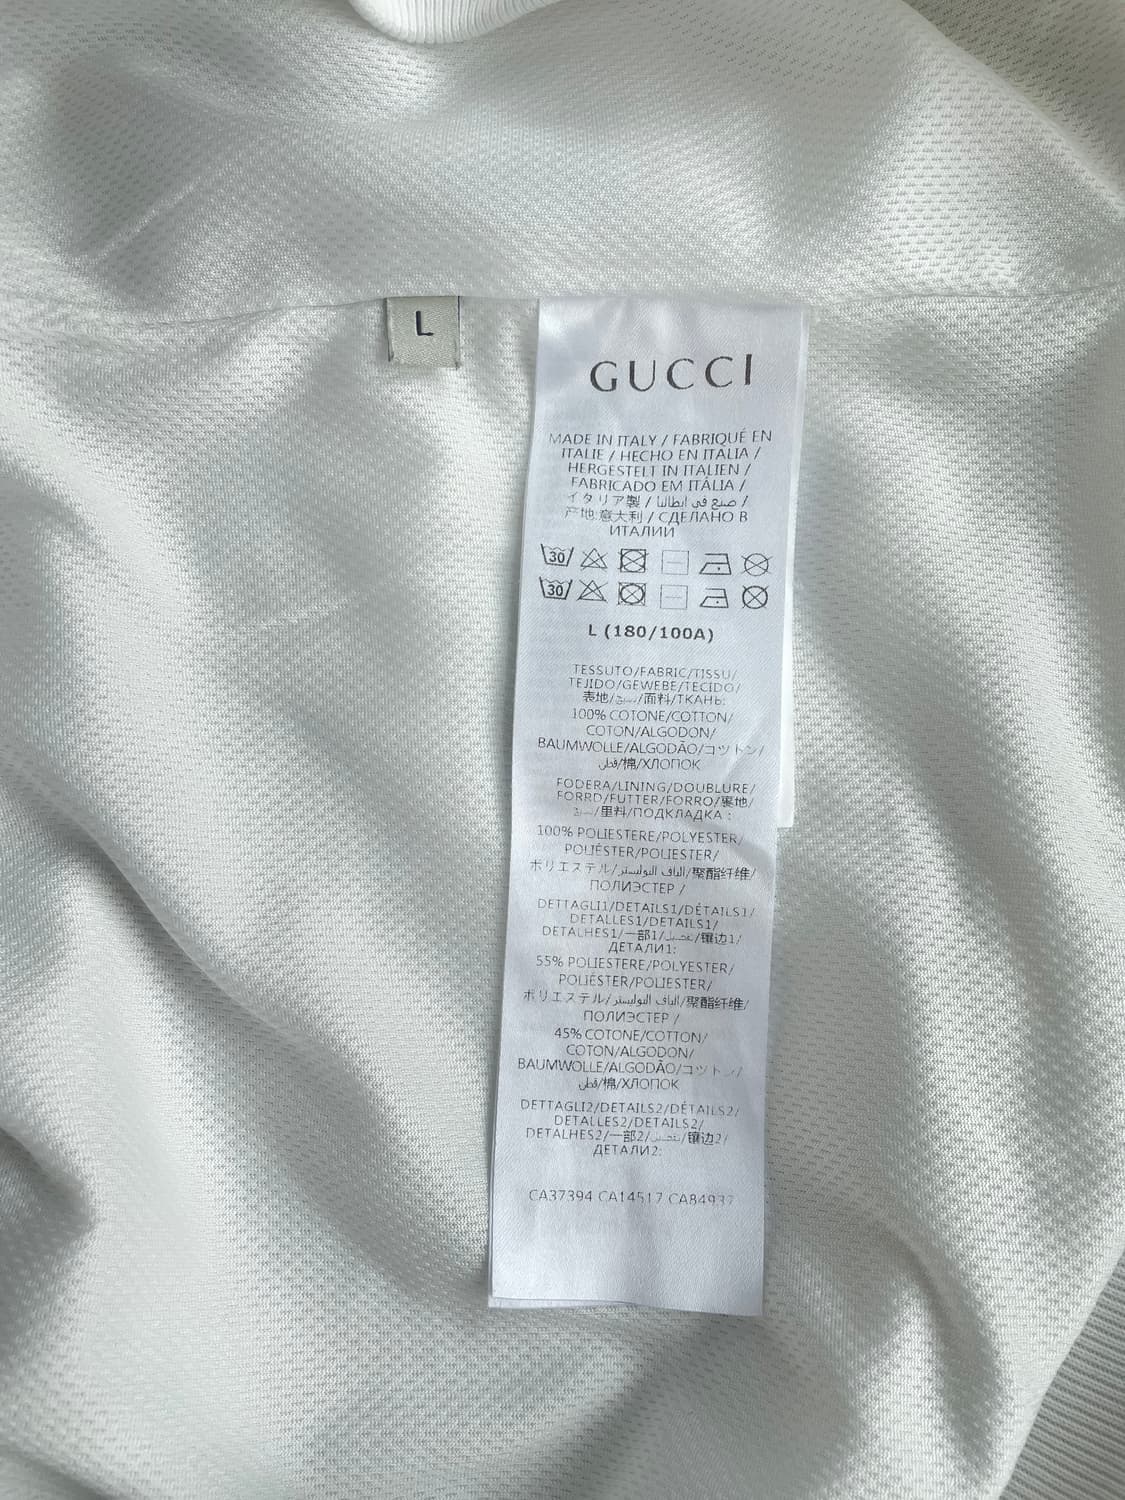 L
GUCCI
MADE IN ITALY / FABRIQUÉ EN
ITALIE / HECHO EN ITALIA /
HERGESTELT IN ITALIEN /
FABRICADO EM ITÁLIA /
イタリア製 / صنع في ايطاليا /
产地:意大利 / СДЕЛАНО В
ИТАЛИИ
30
30
L (180/100A)
TESSUTO/FABRIC/TISSU/
TEJIDO/GEWEBE/TECIDO/
表地/نسيج/面料/ТКАНЬ:
100% COTONE/COTTON/
COTON/ALGODON/
BAUMWOLLE/ALGODÃO/コットン/
قطن/棉/ХЛОПОК
FODERA/LINING/DOUBLURE/
FORRD/FUTTER/FORRO/裏地/
/里料/ПОДКЛАДКА :
100% POLIESTERE/POLYESTER/
POLIÉSTER/POLIESTER/
ポリエステル/الياف البوليستر/聚酯纤维/
ПОЛИЭСТЕР /
DETTAGLI1/DETAILS1/DÉTAILS1/
DETALLES1/DETAILS1/
DETALHES1/一部1/تفصيل/镶边1/
ДЕТАЛИ1:
55% POLIESTERE/POLYESTER/
POLIÉSTER/POLIESTER/
ポリエステル/الياف البوليستر/聚酯纤维/
ПОЛИЭСТЕР /
45% COTONE/COTTON/
COTON/ALGODON/
BAUMWOLLE/ALGODÃO/コットン/
قطن/棉/ХЛОПОК
DETTAGLI2/DETAILS2/DÉTAILS2/
DETALLES2/DETAILS2/
DETALHES2/一部2/تفصيل/镶边2/
ДЕТАЛИ2:
CA37394 CA14517 CA84937